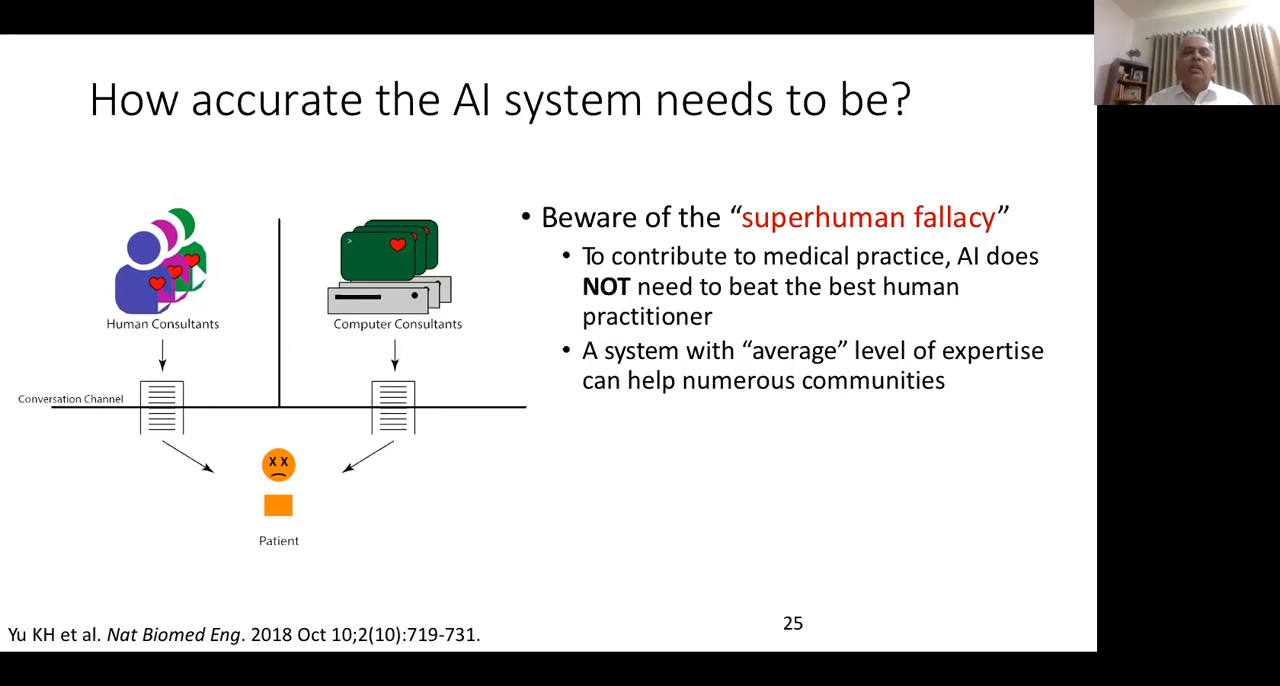 How accurate the AI system needs to be?
• Beware of the “superhuman fallacy”
• To contribute to medical practice, AI does
NOT need to beat the best human
practitioner
• A system with “average” level of expertise
can help numerous communities
>
Human Consultants
Computer Consultants
Conversation Channel
X X
Patient
Yu KH et al. Nat Biomed Eng. 2018 Oct 10;2(10):719-731.
25